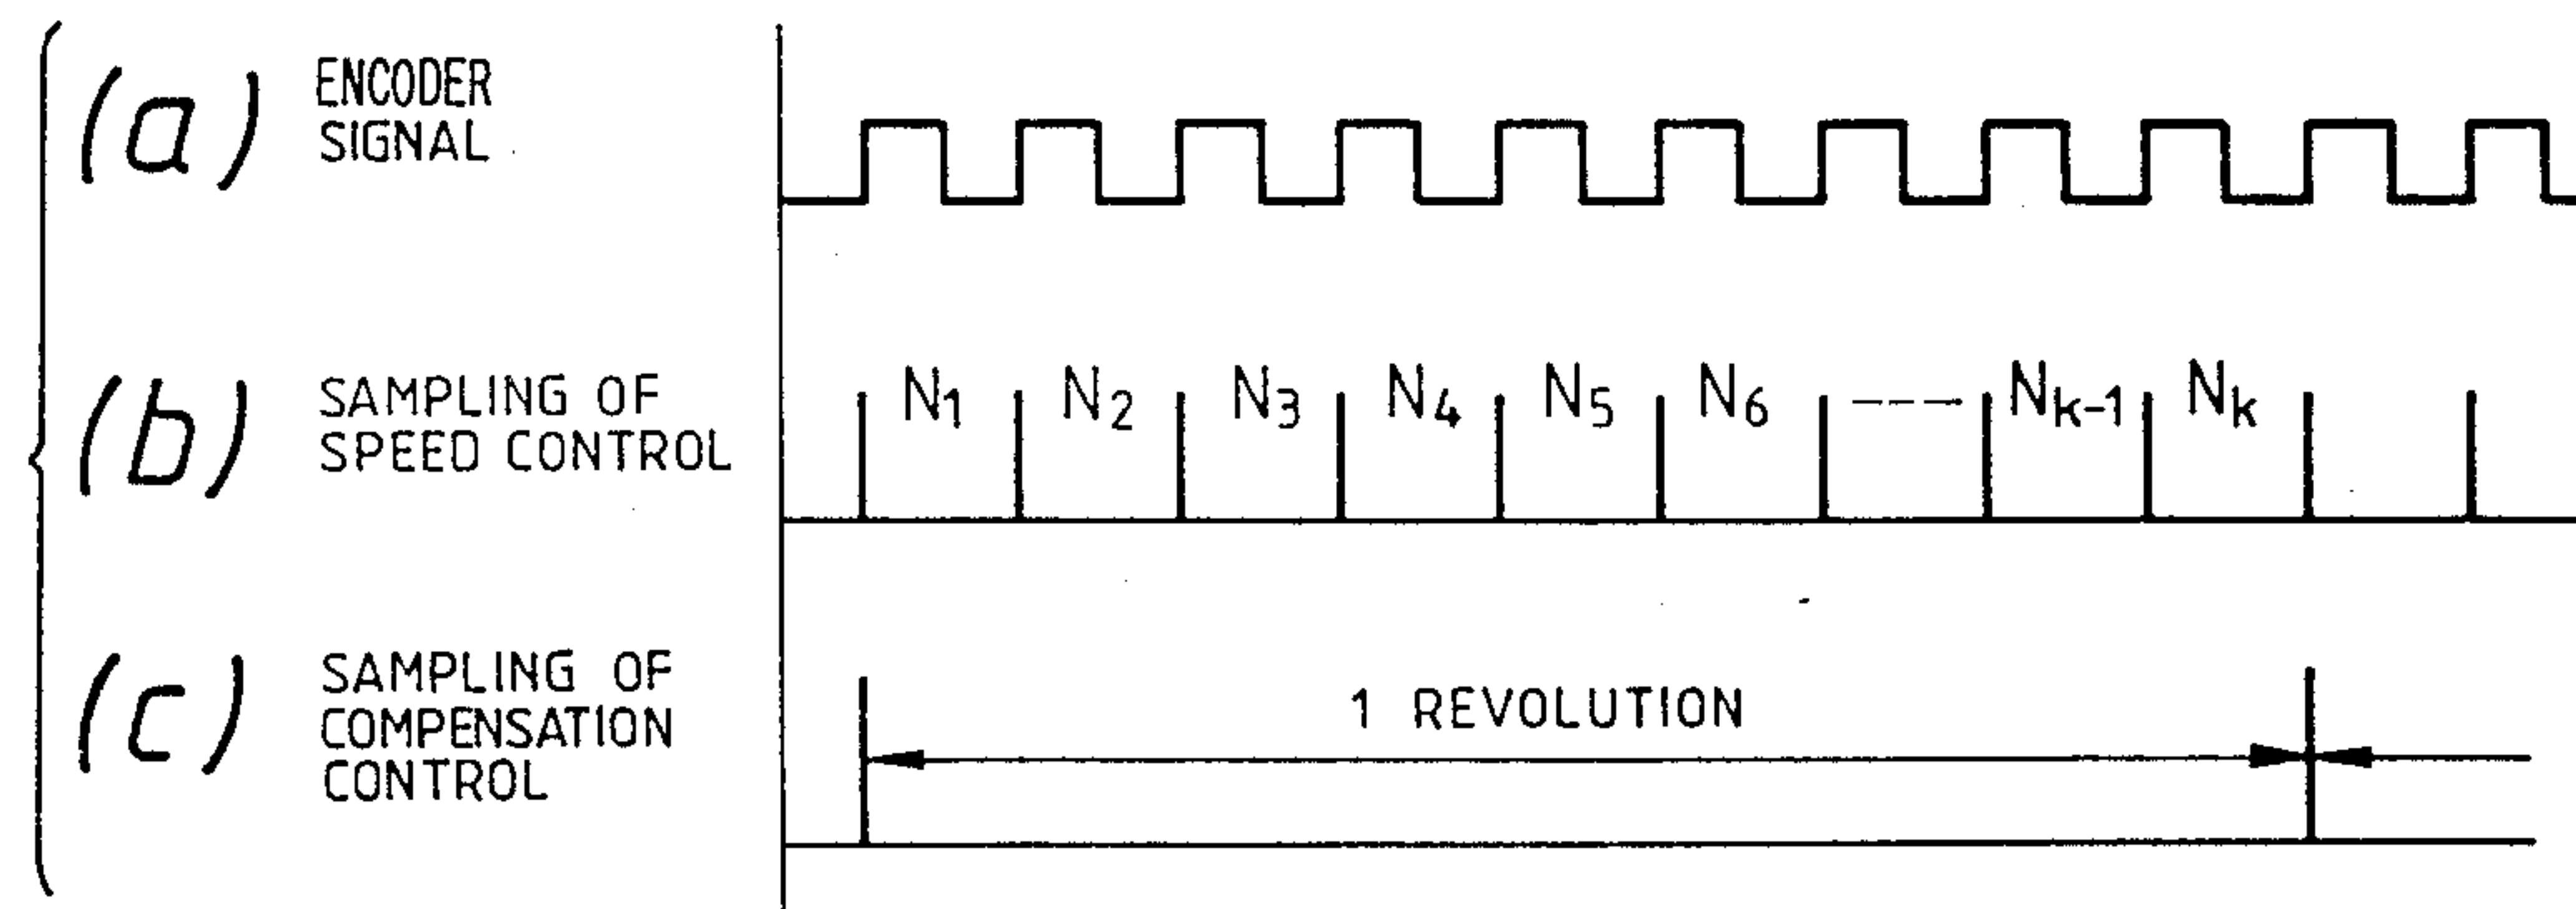 (a) ENCODER
SIGNAL
(b) SAMPLING OF
SPEED CONTROL
N1 N2 N3 N4 N5 N6 ---- Nk-1 Nk
(c) SAMPLING OF
COMPENSATION
CONTROL
1 REVOLUTION